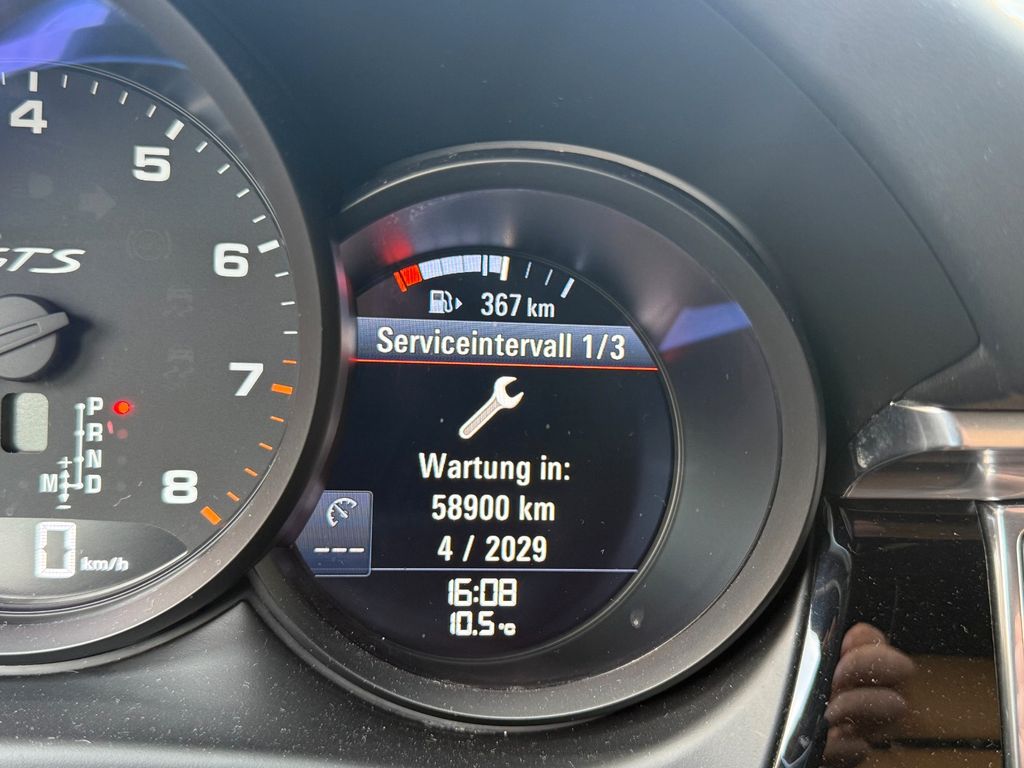 4
5
6
7
8
GTS
P
R
N
M D
+
-
0 km/h
367 km
Serviceintervall 1/3
Wartung in:
58900 km
4 / 2029
---
16:08
10.5 °C